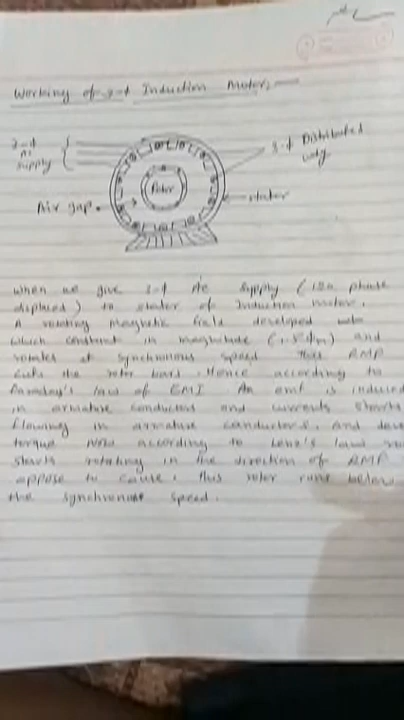 Working of 3-ϕ Induction Motor:-
3-ϕ
AC
supply
3-ϕ Distributed
wdg
Rotor
Air gap
stator
When we give 3-ϕ AC supply (120 phase
displaced) to stator of Induction motor.
A rotating magnetic field developed
which constant in magnitude (1.5 ϕm) and
rotates at synchronous speed this RMF
cuts the rotor bars. Hence according to
Faraday's law of EMI An emf is induced
in armature conductors and currents starts
flowing in armature conductors. And
torque Now according to Lenz's law
starts rotating in the direction of RMF
oppose to cause. this rotor runs below
the synchronous speed.